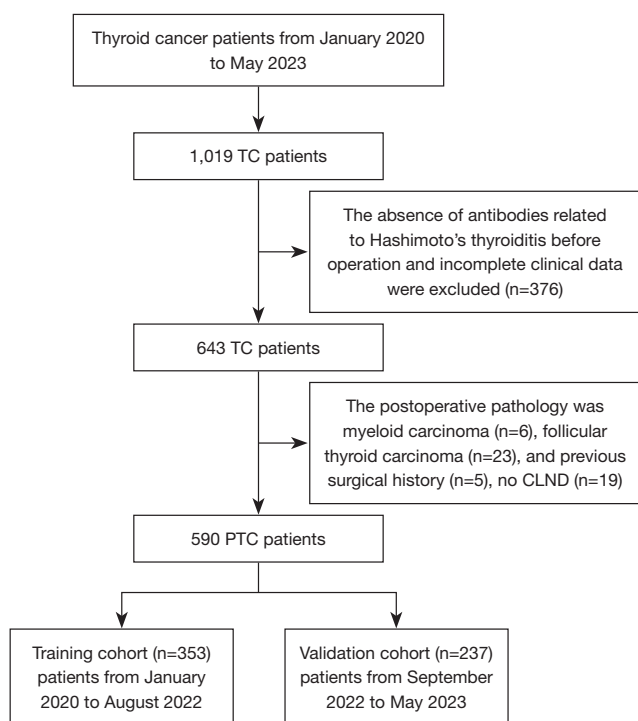 Thyroid cancer patients from January 2020
to May 2023
1,019 TC patients
The absence of antibodies related
to Hashimoto's thyroiditis before
operation and incomplete clinical data
were excluded (n=376)
643 TC patients
The postoperative pathology was
myeloid carcinoma (n=6), follicular
thyroid carcinoma (n=23), and previous
surgical history (n=5), no CLND (n=19)
590 PTC patients
Training cohort (n=353)
patients from January
2020 to August 2022
Validation cohort (n=237)
patients from September
2022 to May 2023